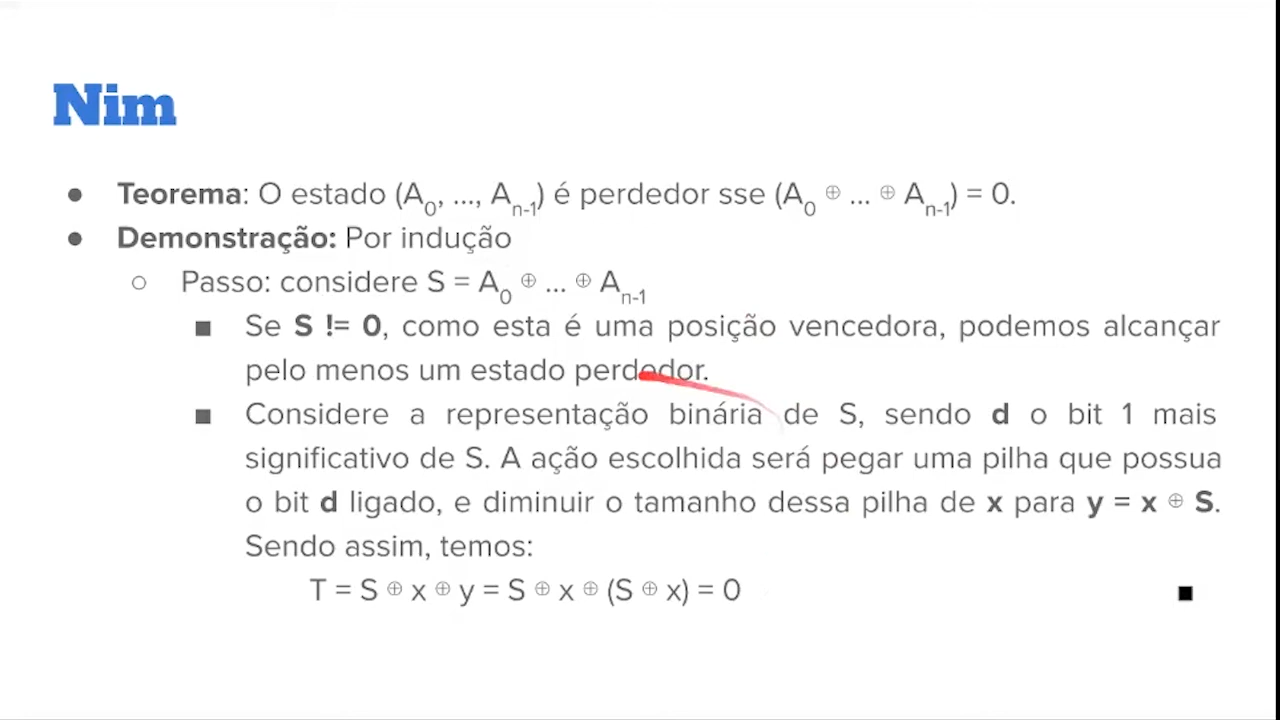 Nim
● Teorema: O estado (A₀, ..., Aₙ₋₁) é perdedor sse (A₀ ⊕ ... ⊕ Aₙ₋₁) = 0.
● Demonstração: Por indução
○ Passo: considere S = A₀ ⊕ ... ⊕ Aₙ₋₁
■ Se S != 0, como esta é uma posição vencedora, podemos alcançar
pelo menos um estado perdedor.
■ Considere a representação binária de S, sendo d o bit 1 mais
significativo de S. A ação escolhida será pegar uma pilha que possua
o bit d ligado, e diminuir o tamanho dessa pilha de x para y = x ⊕ S.
Sendo assim, temos:
T = S ⊕ x ⊕ y = S ⊕ x ⊕ (S ⊕ x) = 0 ■